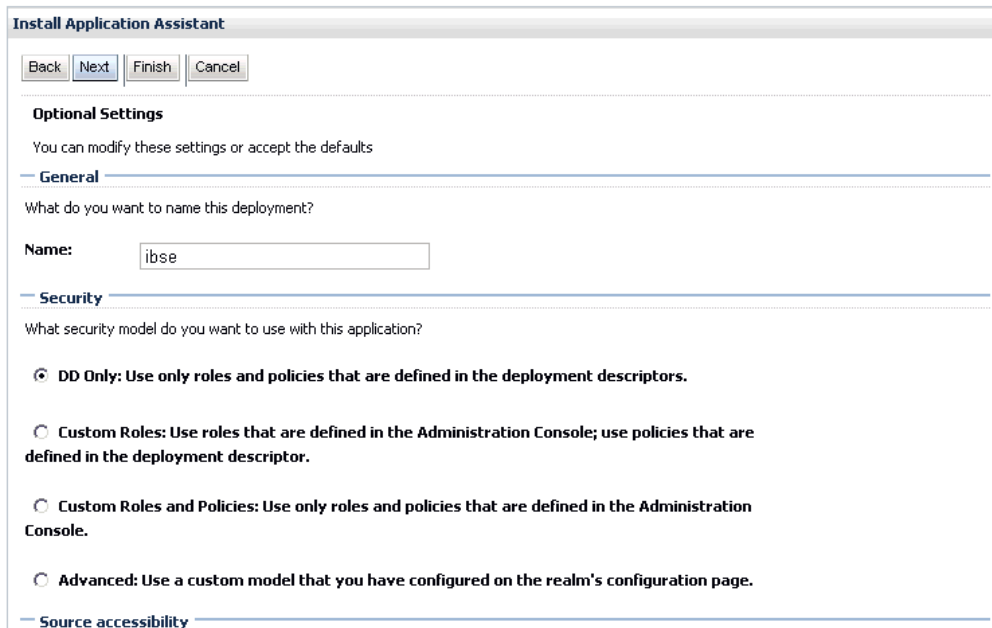 Install Application Assistant
Back Next Finish Cancel
Optional Settings
You can modify these settings or accept the defaults
General
What do you want to name this deployment?
Name: ibse
Security
What security model do you want to use with this application?
DD Only: Use only roles and policies that are defined in the deployment descriptors.
Custom Roles: Use roles that are defined in the Administration Console; use policies that are
defined in the deployment descriptor.
Custom Roles and Policies: Use only roles and policies that are defined in the Administration
Console.
Advanced: Use a custom model that you have configured on the realm's configuration page.
Source accessibility